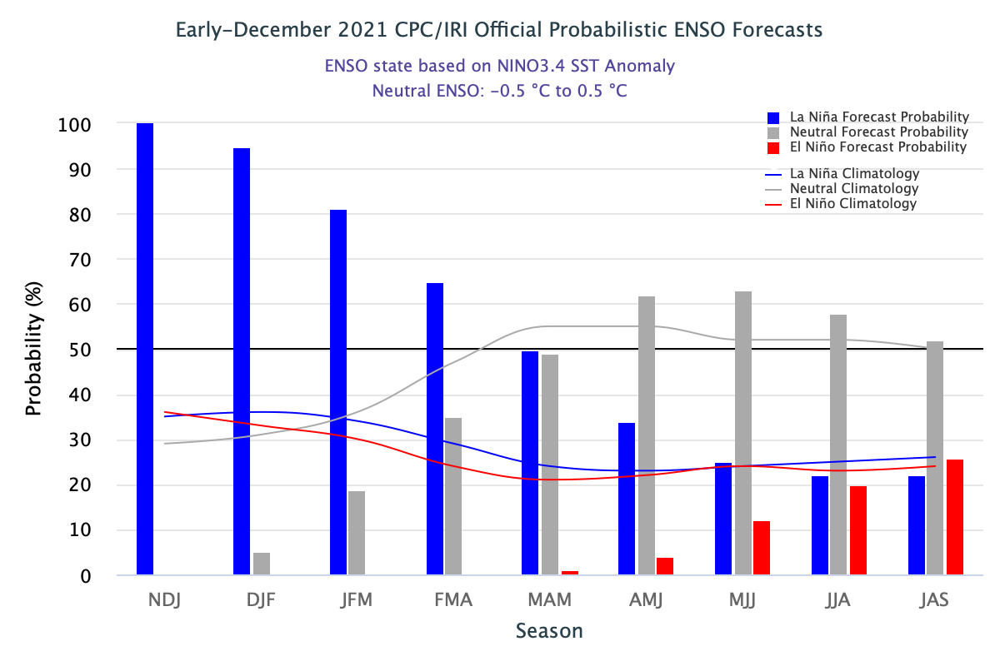 Early-December 2021 CPC/IRI Official Probabilistic ENSO Forecasts
ENSO state based on NINO3.4 SST Anomaly
Neutral ENSO: -0.5 °C to 0.5 °C
La Niña Forecast Probability
Neutral Forecast Probability
El Niño Forecast Probability
La Niña Climatology
Neutral Climatology
El Niño Climatology
Probability (%)
100
90
80
70
60
50
40
30
20
10
0
NDJ DJF JFM FMA MAM AMJ MJJ JJA JAS
Season